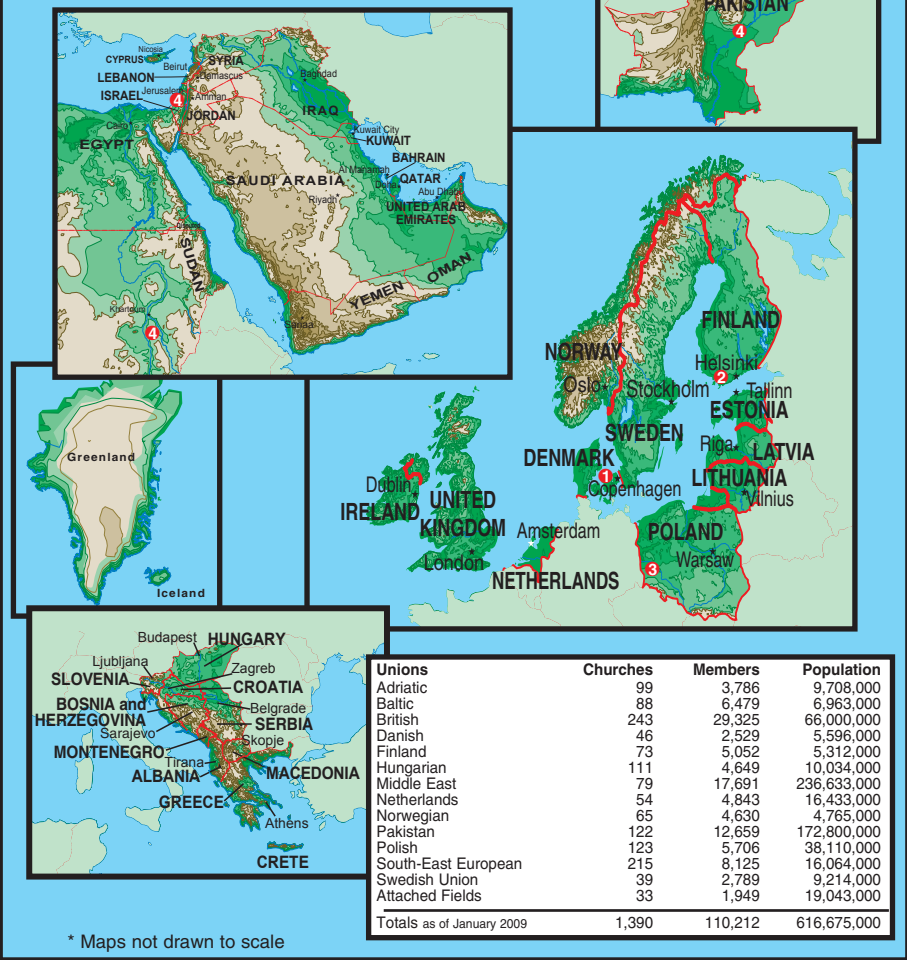 PAKISTAN
4
Nicosia
CYPRUS
SYRIA
Beirut
LEBANON
Damascus
Baghdad
ISRAEL
Jerusalem
4
Amman
JORDAN
IRAQ
Cairo
EGYPT
Kuwait City
KUWAIT
BAHRAIN
Al Manamah
QATAR
SAUDI ARABIA
Doha
Riyadh
Abu Dhabi
UNITED ARAB
EMIRATES
SUDAN
OMAN
YEMEN
Khartoum
Sanaa
4
FINLAND
NORWAY
Helsinki
2
Oslo
Stockholm
Tallinn
ESTONIA
SWEDEN
Riga
LATVIA
DENMARK
1
LITHUANIA
Copenhagen
Vilnius
Dublin
IRELAND
UNITED
KINGDOM
Amsterdam
POLAND
London
Warsaw
3
NETHERLANDS
Greenland
Iceland
Budapest
HUNGARY
Ljubljana
SLOVENIA
Zagreb
CROATIA
BOSNIA and
HERZEGOVINA
Belgrade
SERBIA
Sarajevo
Skopje
MONTENEGRO
Tirana
ALBANIA
MACEDONIA
GREECE
Athens
CRETE
Unions Churches Members Population
Adriatic 99 3,786 9,708,000
Baltic 88 6,479 6,963,000
British 243 29,325 66,000,000
Danish 46 2,529 5,596,000
Finland 73 5,052 5,312,000
Hungarian 111 4,649 10,034,000
Middle East 79 17,691 236,633,000
Netherlands 54 4,843 16,433,000
Norwegian 65 4,630 4,765,000
Pakistan 122 12,659 172,800,000
Polish 123 5,706 38,110,000
South-East European 215 8,125 16,064,000
Swedish Union 39 2,789 9,214,000
Attached Fields 33 1,949 19,043,000
Totals as of January 2009 1,390 110,212 616,675,000
* Maps not drawn to scale